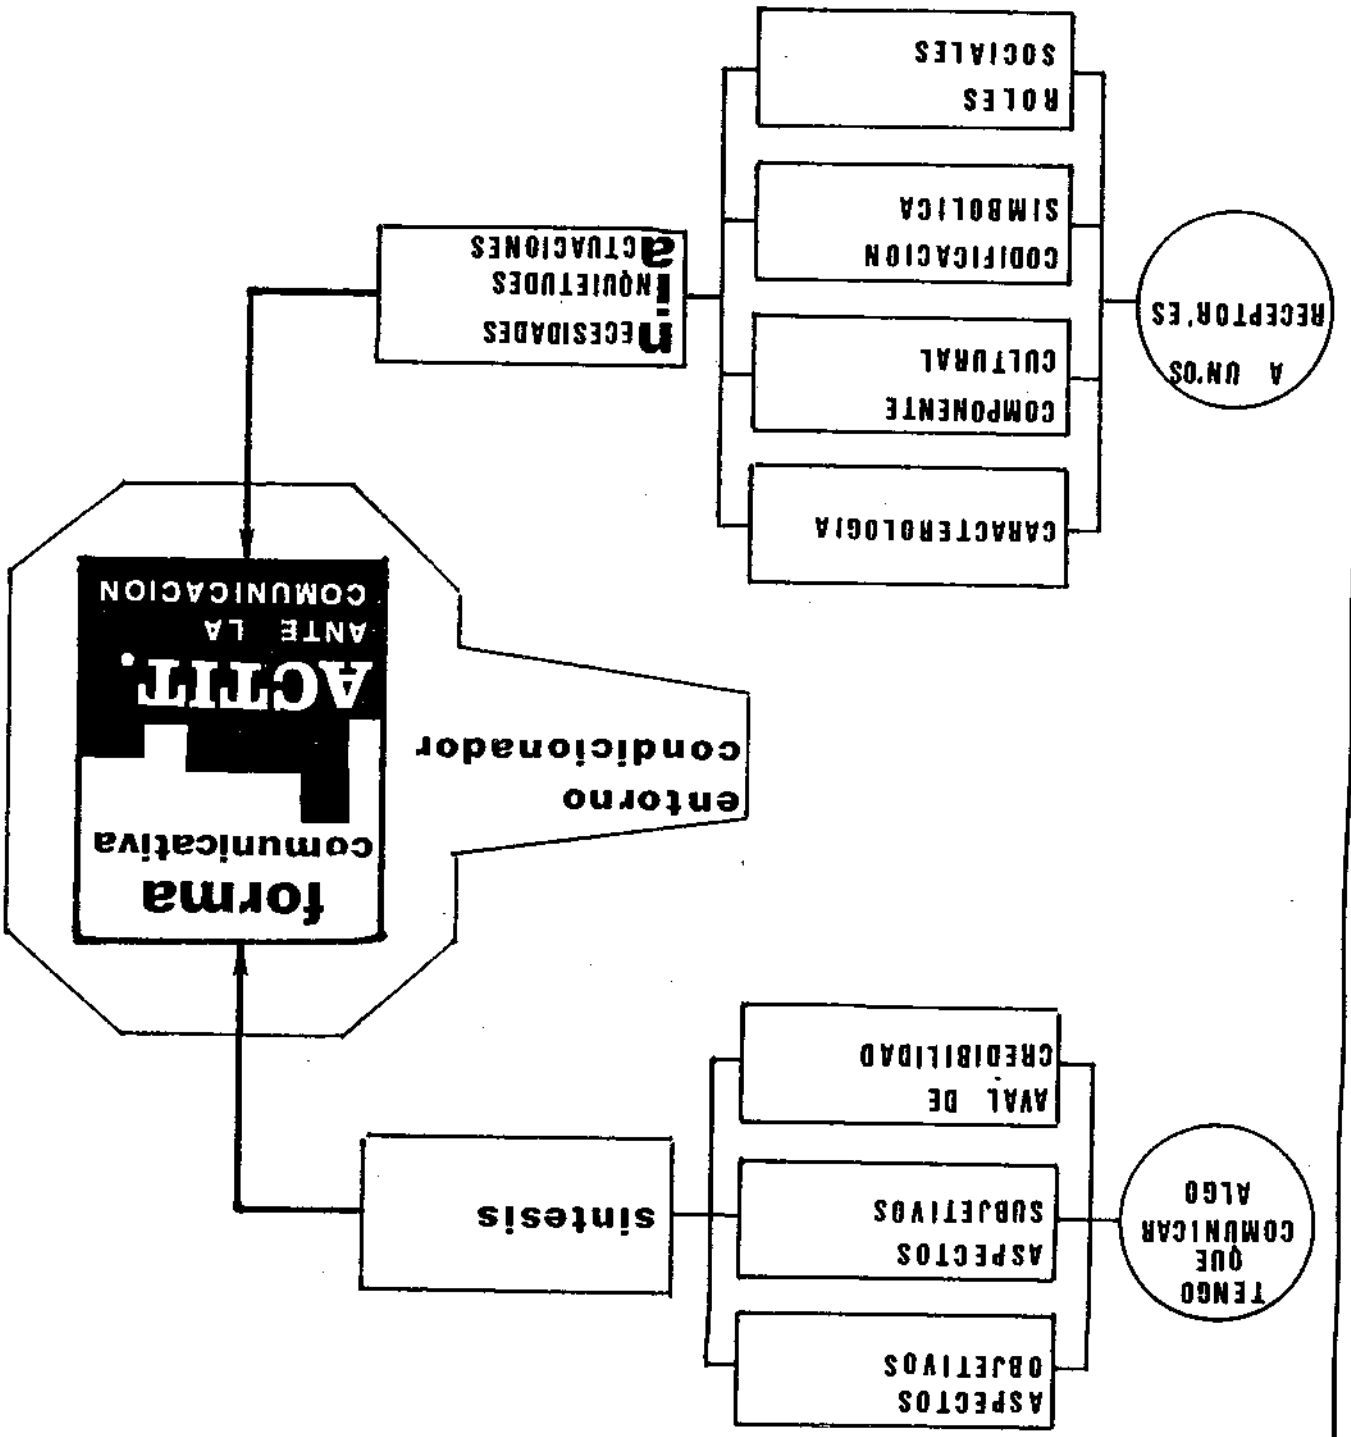 TENGO
QUE
COMUNICAR
ALGO
ASPECTOS
OBJETIVOS
ASPECTOS
SUBJETIVOS
AVAL DE
CREDIBILIDAD
sintesis
entorno
condicionador
forma
comunicativa
ACTIT.
ANTE LA
COMUNICACION
A UN'OS
RECEPTOR'ES
CARACTEROLOGIA
COMPONENTE
CULTURAL
CODIFICACION
SIMBOLICA
ROLES
SOCIALES
nECESIDADES
iNQUIETUDES
aCTUACIONES